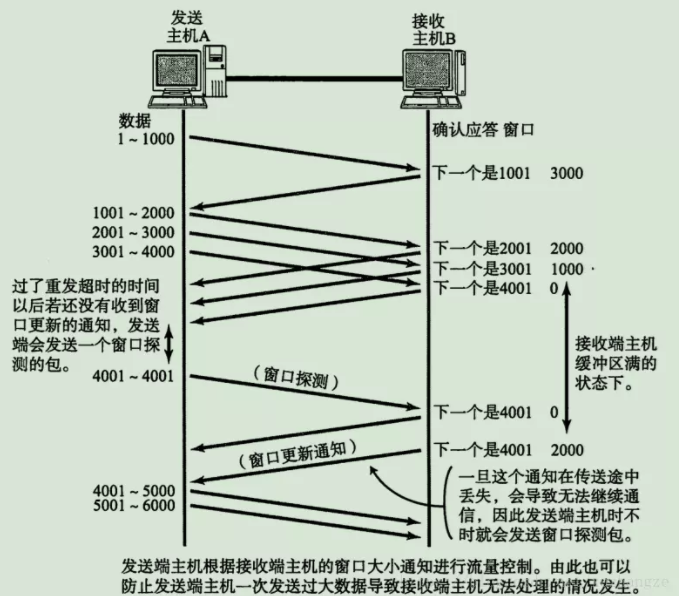 发送
主机A
接收
主机B
数据
确认应答 窗口
1～1000
下一个是1001 3000
1001～2000
2001～3000
3001～4000
下一个是2001 2000
下一个是3001 1000
下一个是4001 0
过了重发超时的时间
以后若还没有收到窗
口更新的通知，发送
端会发送一个窗口探
测的包。
接收端主机
缓冲区满的
状态下。
4001～4001
（窗口探测）
下一个是4001 0
（窗口更新通知）
下一个是4001 2000
一旦这个通知在传送途中
丢失，会导致无法继续通
信，因此发送端主机时不
时就会发送窗口探测包。
4001～5000
5001～6000
发送端主机根据接收端主机的窗口大小通知进行流量控制。由此也可以
防止发送端主机一次发送过大数据导致接收端主机无法处理的情况发生。